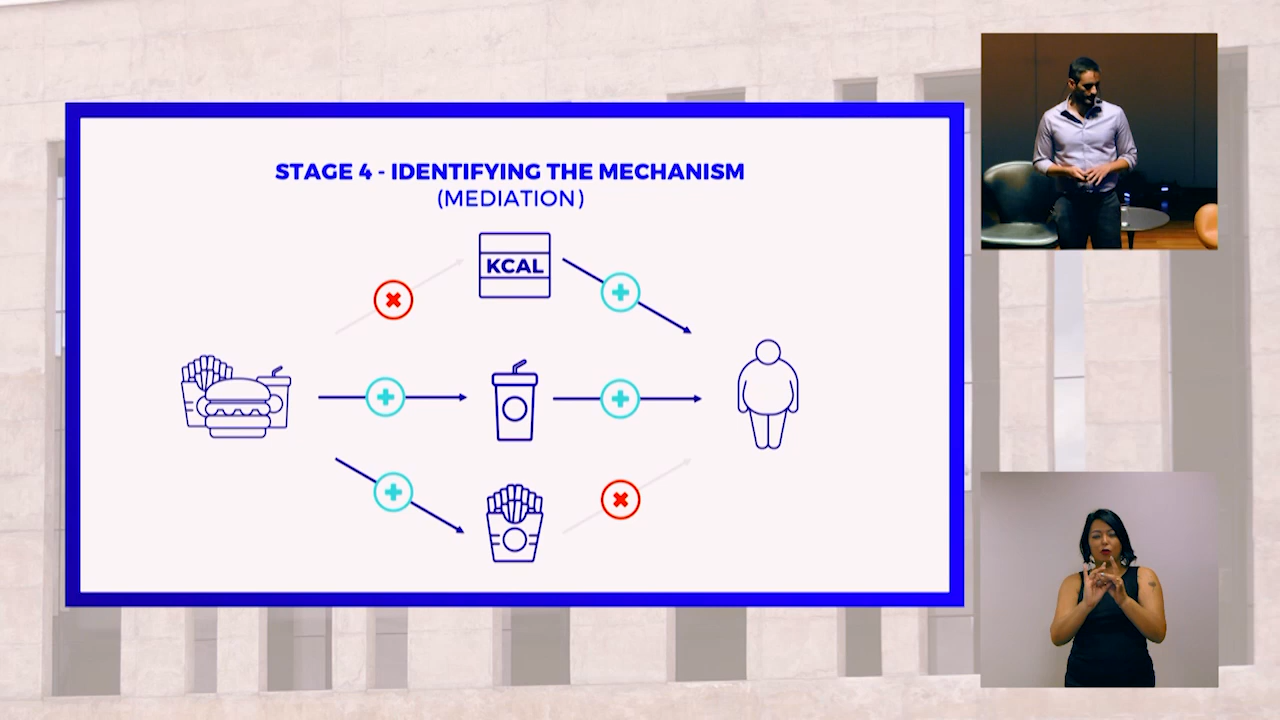 STAGE 4 - IDENTIFYING THE MECHANISM
(MEDIATION)
KCAL